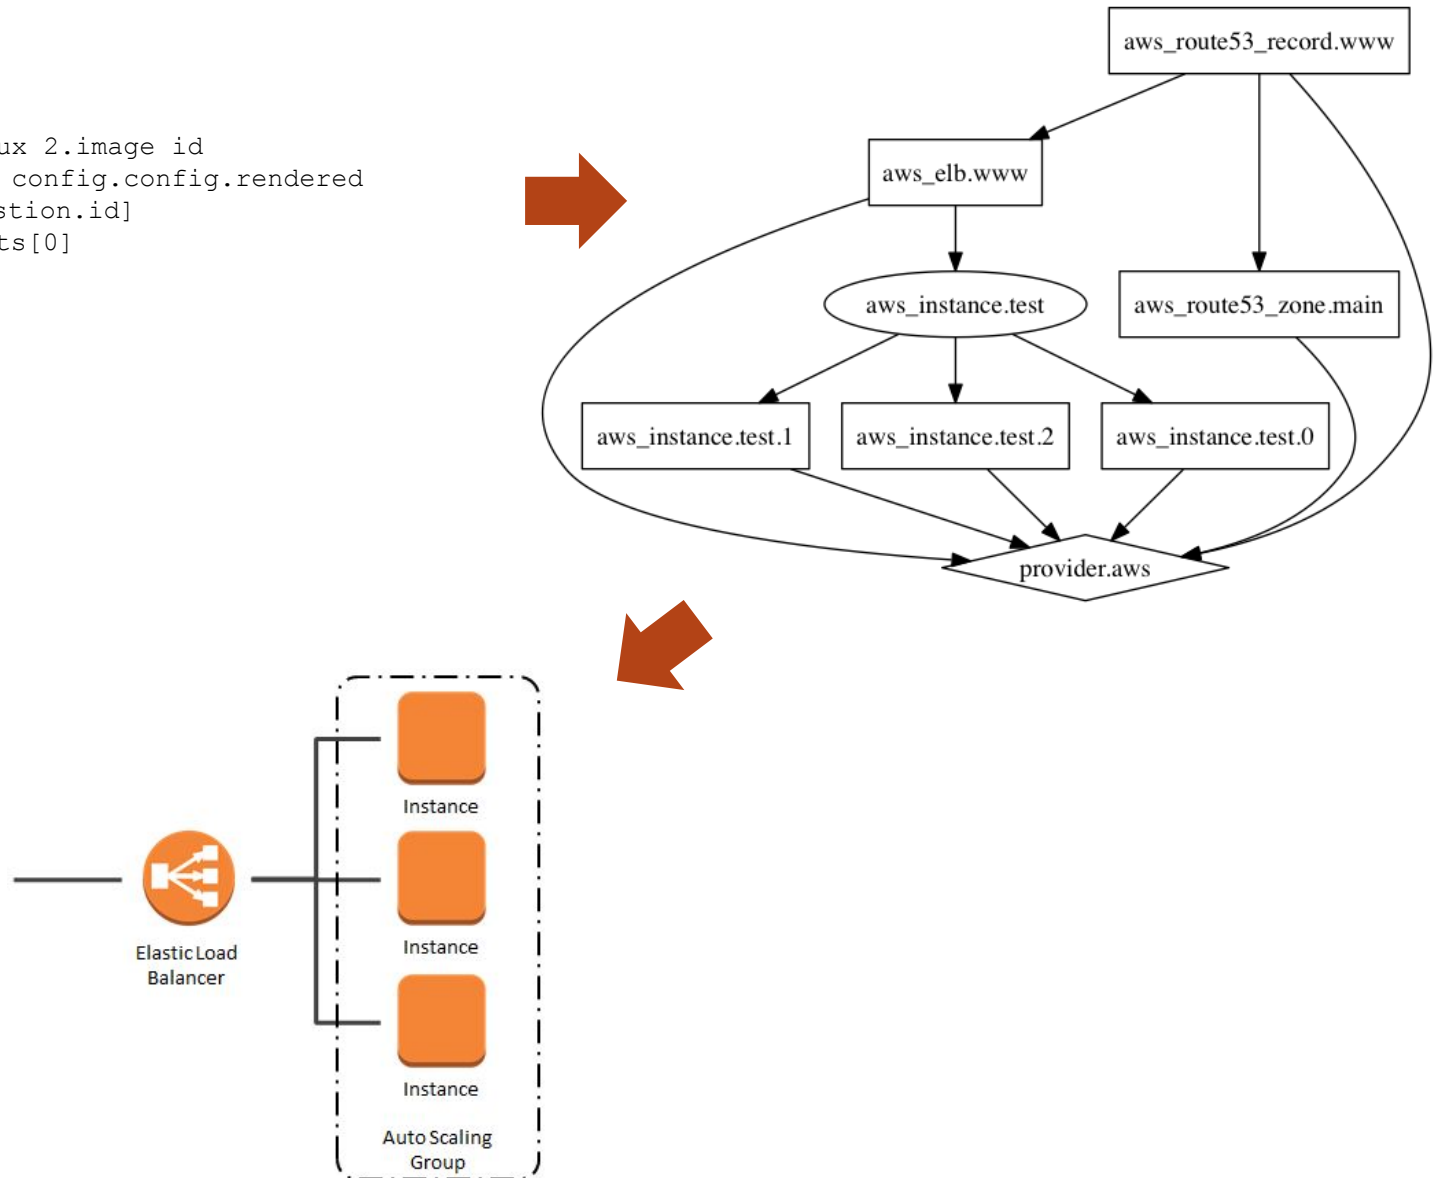 aws_route53_record.www
ux 2.image id
config.config.rendered
stion.id]
ts[0]
aws_elb.www
aws_instance.test
aws_route53_zone.main
aws_instance.test.1
aws_instance.test.2
aws_instance.test.0
provider.aws
Instance
Instance
Elastic Load
Balancer
Instance
Auto Scaling
Group